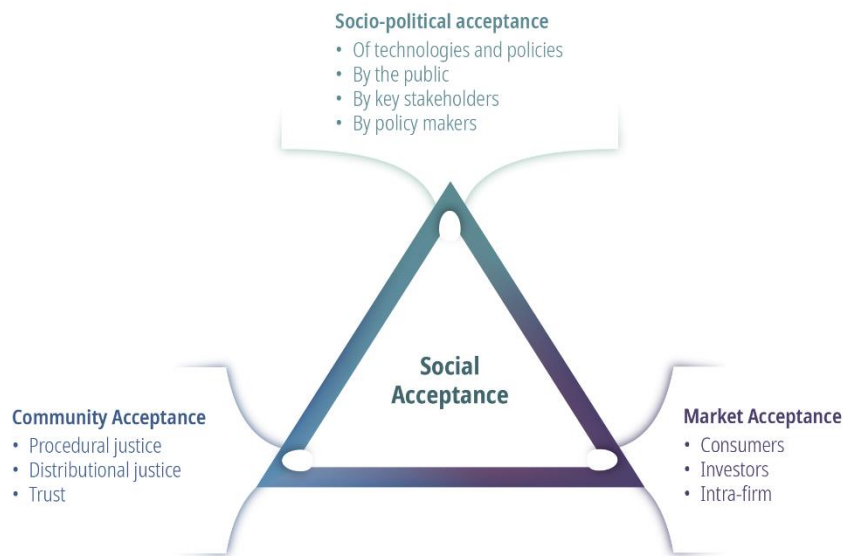 Socio-political acceptance
• Of technologies and policies
• By the public
• By key stakeholders
• By policy makers
Social
Acceptance
Community Acceptance
• Procedural justice
• Distributional justice
• Trust
Market Acceptance
• Consumers
• Investors
• Intra-firm